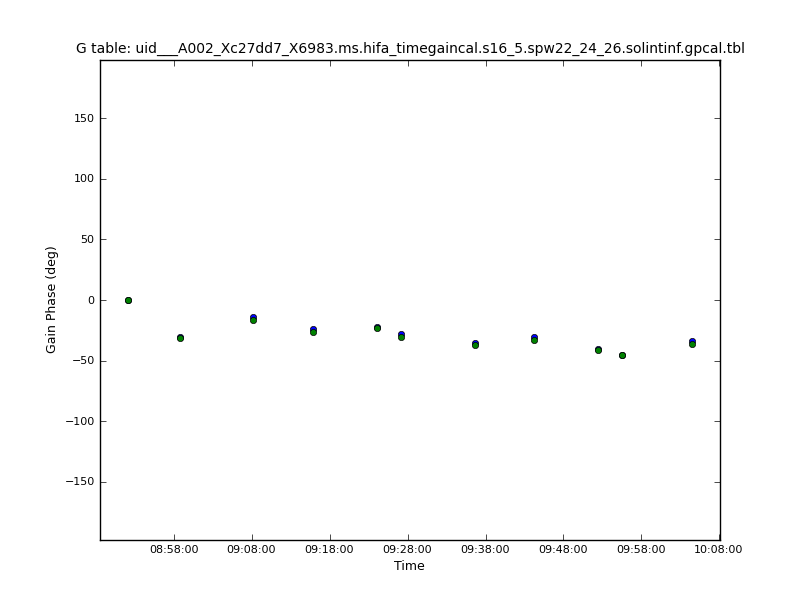 G table: uid___A002_Xc27dd7_X6983.ms.hifa_timegaincal.s16_5.spw22_24_26.solintinf.gpcal.tbl
150
100
50
0
−50
−100
−150
Gain Phase (deg)
08:58:00 09:08:00 09:18:00 09:28:00 09:38:00 09:48:00 09:58:00 10:08:00
Time